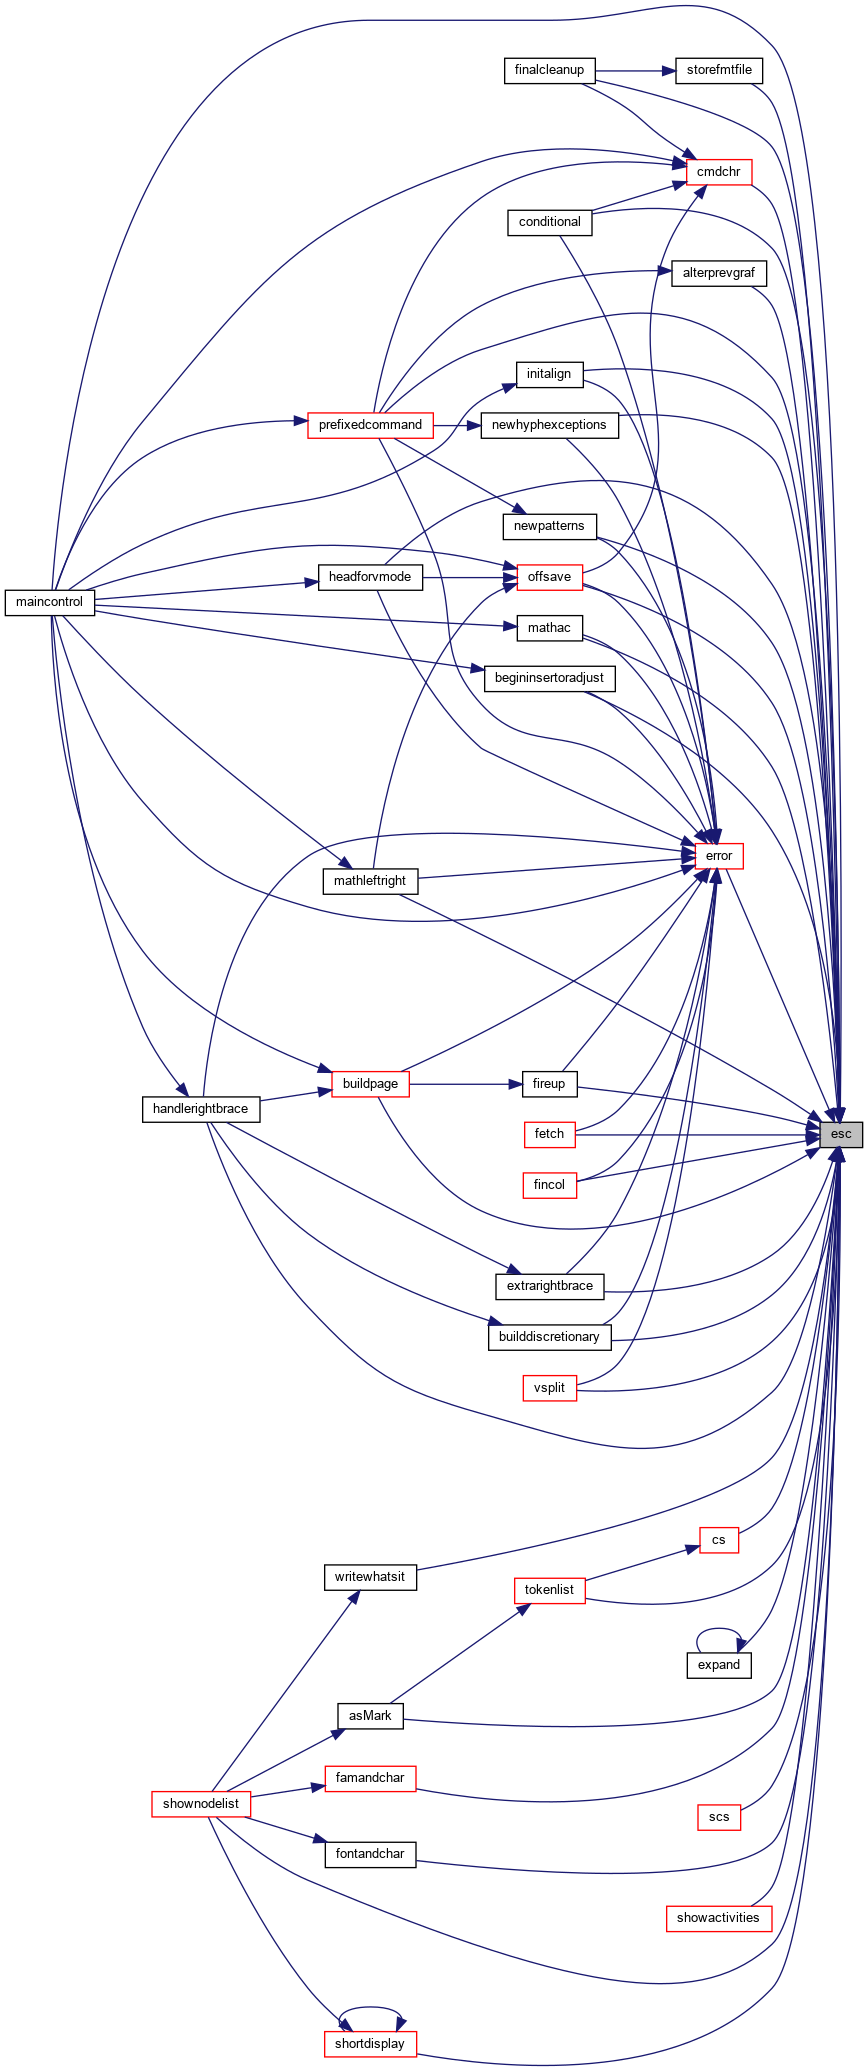 finalcleanup
storefmtfile
cmdchr
conditional
alterprevgraf
initalign
prefixedcommand
newhyphexceptions
newpatterns
headforvmode
offsave
maincontrol
mathac
begininsertoradjust
error
mathleftright
buildpage
fireup
handlerightbrace
esc
fetch
fincol
extrarightbrace
builddiscretionary
vsplit
cs
writewhatsit
tokenlist
expand
asMark
famandchar
shownodelist
scs
fontandchar
showactivities
shortdisplay